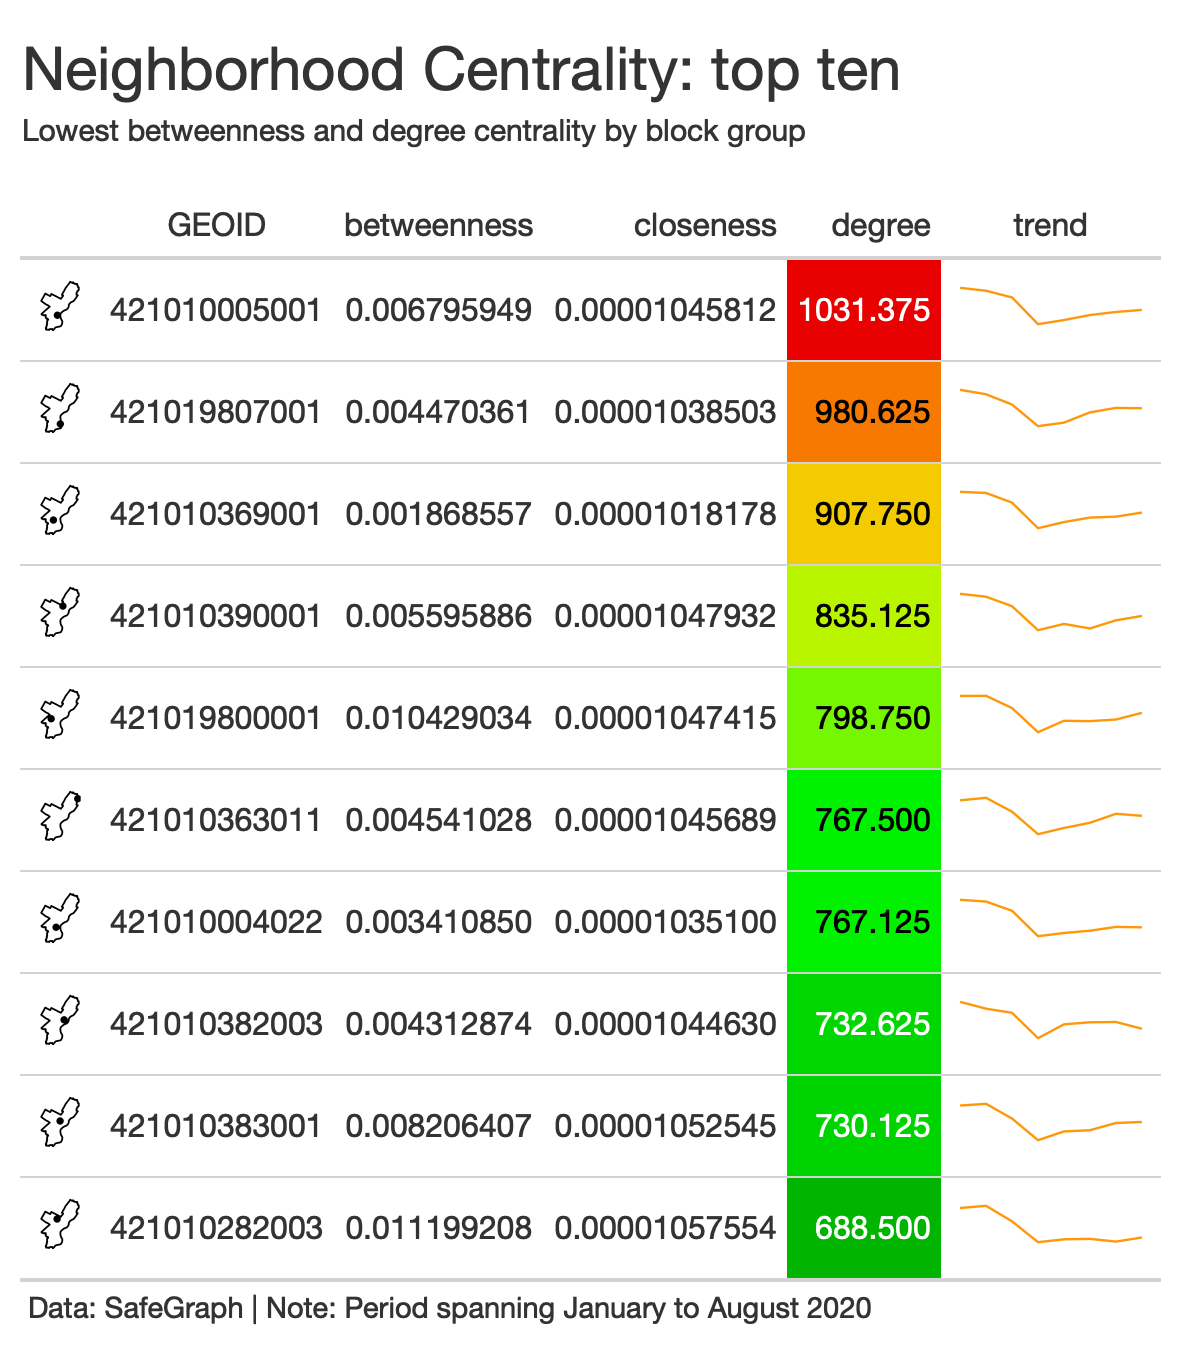 Neighborhood Centrality: top ten
Lowest betweenness and degree centrality by block group
GEOID betweenness closeness degree trend
421010005001 0.006795949 0.00001045812 1031.375
421019807001 0.004470361 0.00001038503 980.625
421010369001 0.001868557 0.00001018178 907.750
421010390001 0.005595886 0.00001047932 835.125
421019800001 0.010429034 0.00001047415 798.750
421010363011 0.004541028 0.00001045689 767.500
421010004022 0.003410850 0.00001035100 767.125
421010382003 0.004312874 0.00001044630 732.625
421010383001 0.008206407 0.00001052545 730.125
421010282003 0.011199208 0.00001057554 688.500
Data: SafeGraph | Note: Period spanning January to August 2020